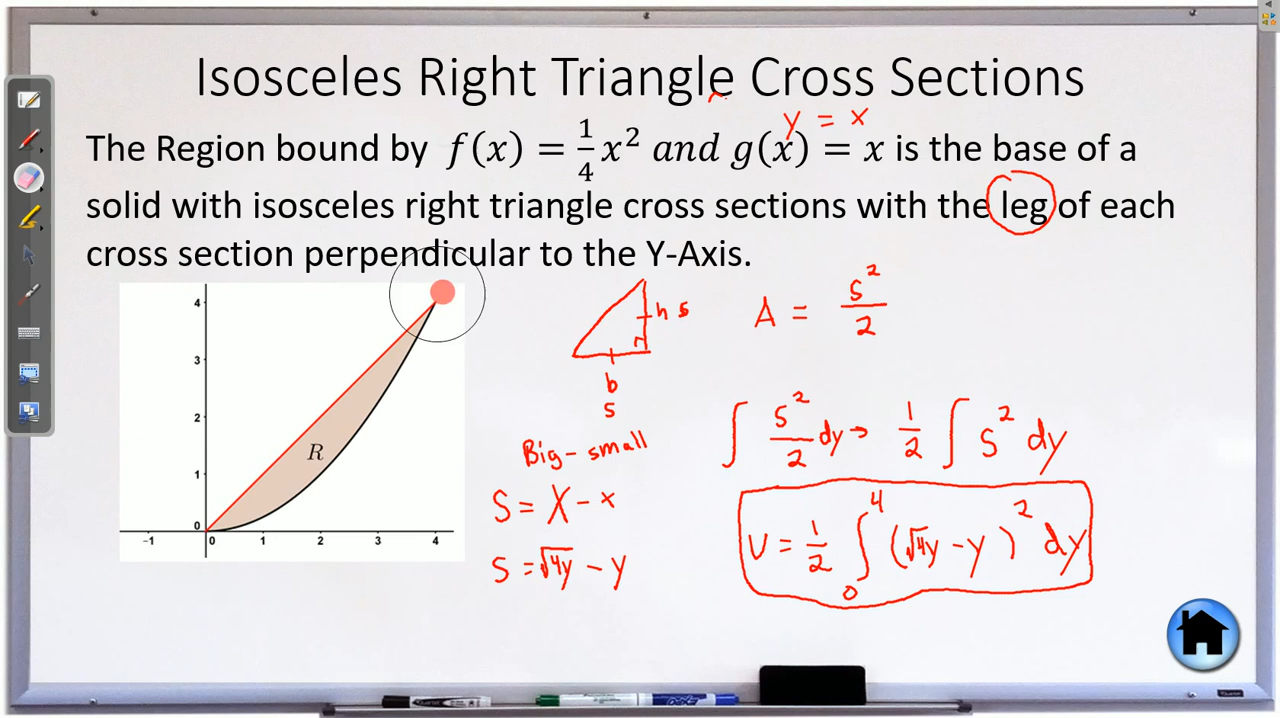 Isosceles Right Triangle Cross Sections
y = x
The Region bound by f(x) = 1/4 x² and g(x) = x is the base of a
solid with isosceles right triangle cross sections with the leg of each
cross section perpendicular to the Y-Axis.
4
3
2
1
0
-1 0 1 2 3 4
R
h s
b
s
A = s²/2
Big - small
S = X - x
S = √4y - y
∫ s²/2 dy → 1/2 ∫ s² dy
V = 1/2 ∫₀⁴ (√4y - y)² dy